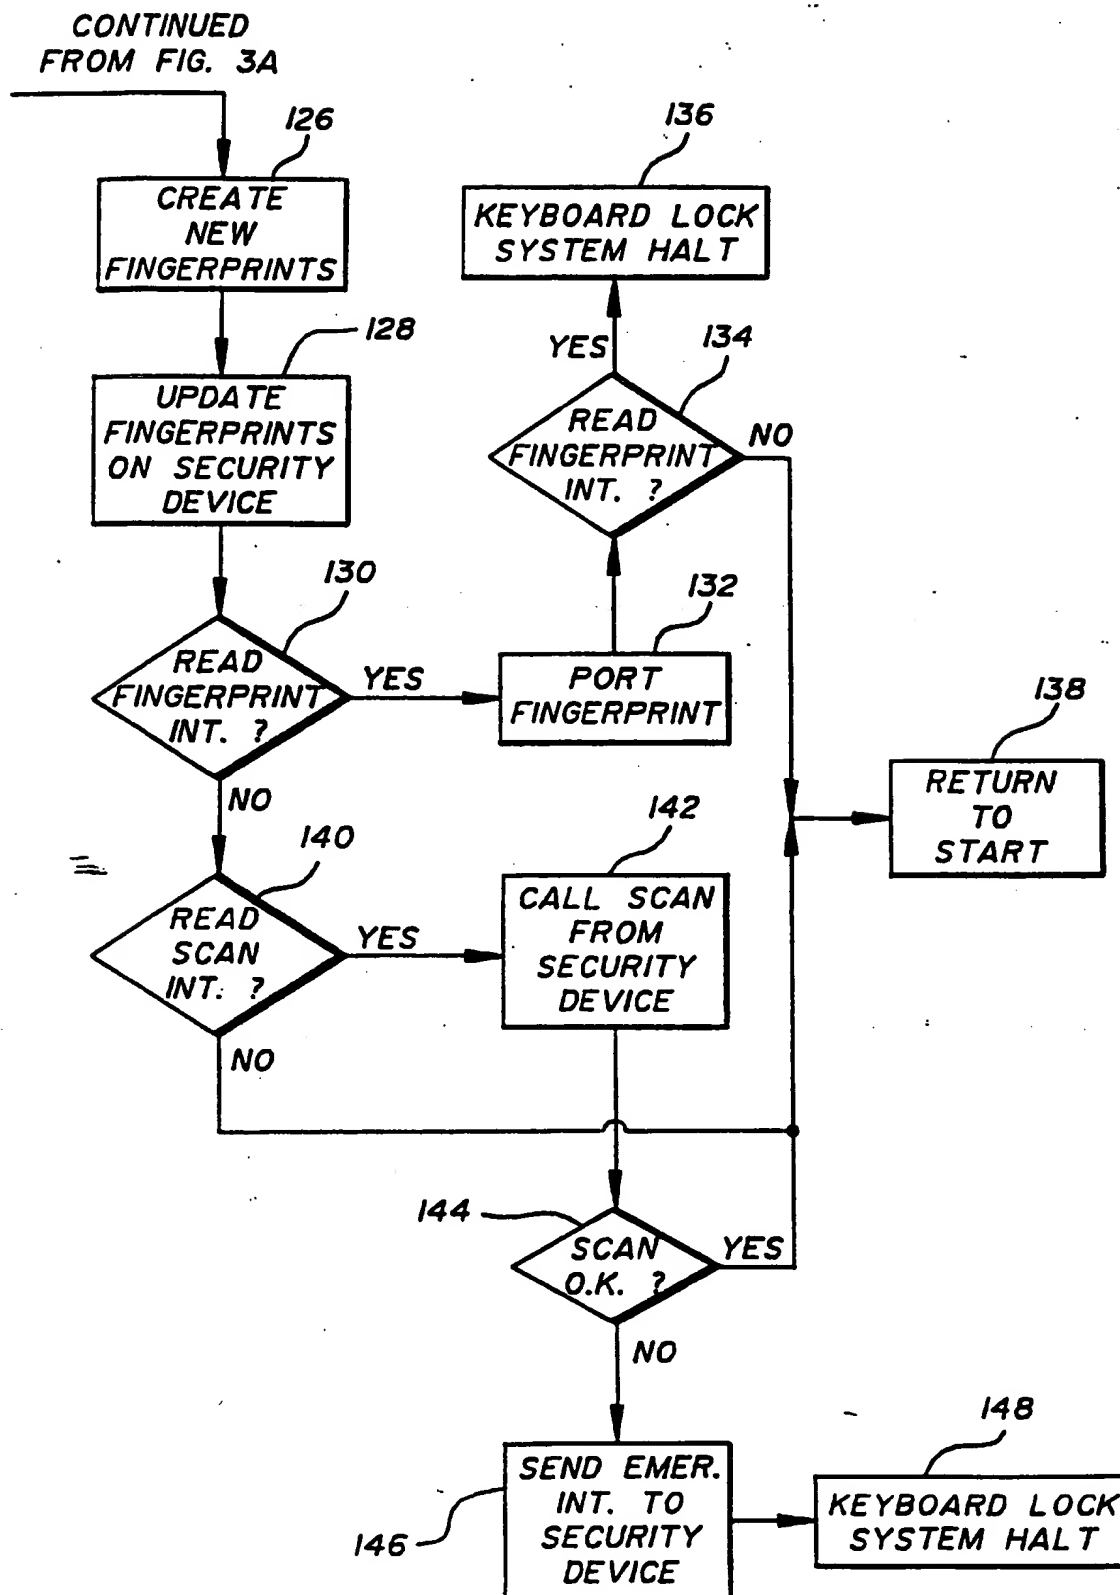 CONTINUED
FROM FIG. 3A
126
CREATE
NEW
FINGERPRINTS
128
UPDATE
FINGERPRINTS
ON SECURITY
DEVICE
130
READ
FINGERPRINT
INT. ?
YES
NO
132
PORT
FINGERPRINT
134
READ
FINGERPRINT
INT. ?
YES
NO
136
KEYBOARD LOCK
SYSTEM HALT
138
RETURN
TO
START
140
READ
SCAN
INT. ?
YES
NO
142
CALL SCAN
FROM
SECURITY
DEVICE
144
SCAN
O.K. ?
YES
NO
146
SEND EMER.
INT. TO
SECURITY
DEVICE
148
KEYBOARD LOCK
SYSTEM HALT